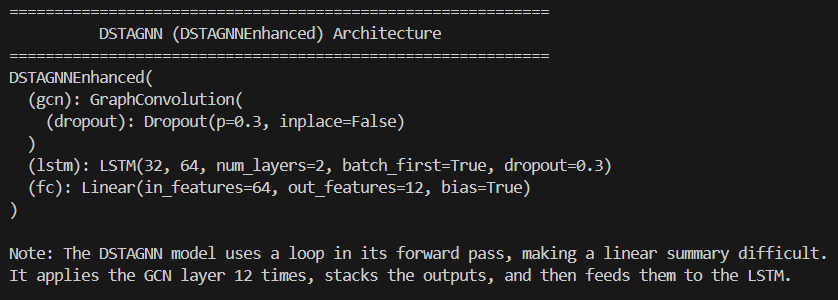 ============================================================
DSTAGNN (DSTAGNNEnhanced) Architecture
============================================================
DSTAGNNEnhanced(
  (gcn): GraphConvolution(
    (dropout): Dropout(p=0.3, inplace=False)
  )
  (lstm): LSTM(32, 64, num_layers=2, batch_first=True, dropout=0.3)
  (fc): Linear(in_features=64, out_features=12, bias=True)
)

Note: The DSTAGNN model uses a loop in its forward pass, making a linear summary difficult.
It applies the GCN layer 12 times, stacks the outputs, and then feeds them to the LSTM.